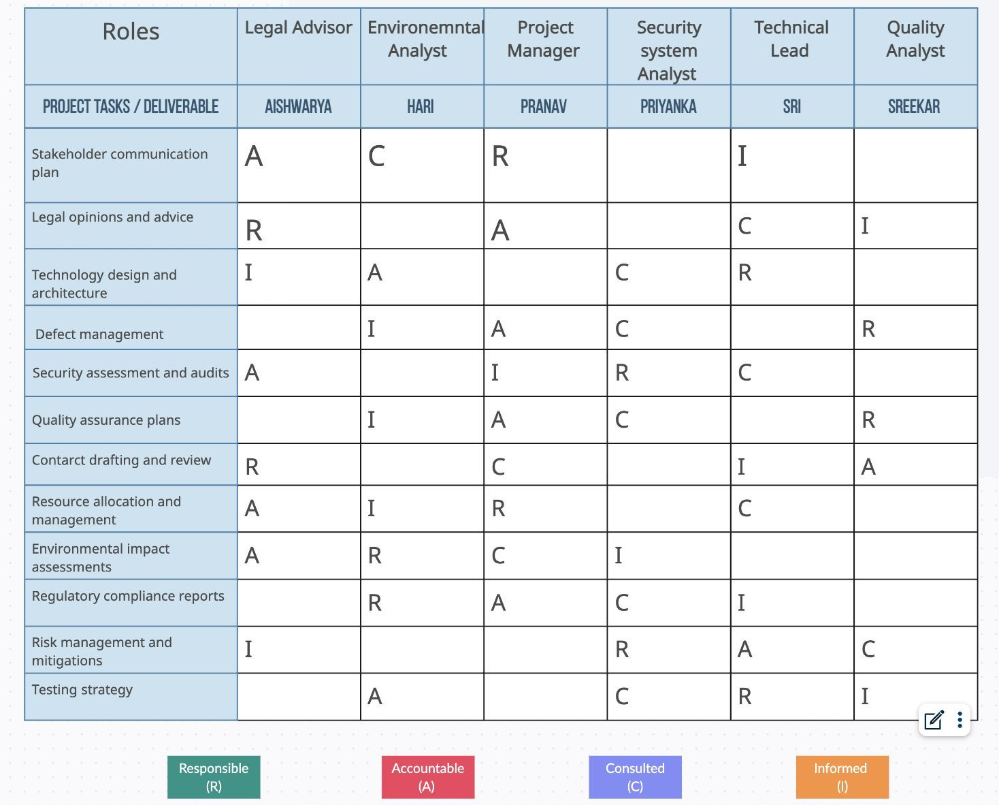 Roles Legal Advisor Environemntal Analyst Project Manager Security system Analyst Technical Lead Quality Analyst
PROJECT TASKS / DELIVERABLE AISHWARYA HARI PRANAV PRIYANKA SRI SREEKAR
Stakeholder communication plan A C R I
Legal opinions and advice R A C I
Technology design and architecture I A C R
Defect management I A C R
Security assessment and audits A I R C
Quality assurance plans I A C R
Contarct drafting and review R C I A
Resource allocation and management A I R C
Environmental impact assessments A R C I
Regulatory compliance reports R A C I
Risk management and mitigations I R A C
Testing strategy A C R I
Responsible (R) Accountable (A) Consulted (C) Informed (I)